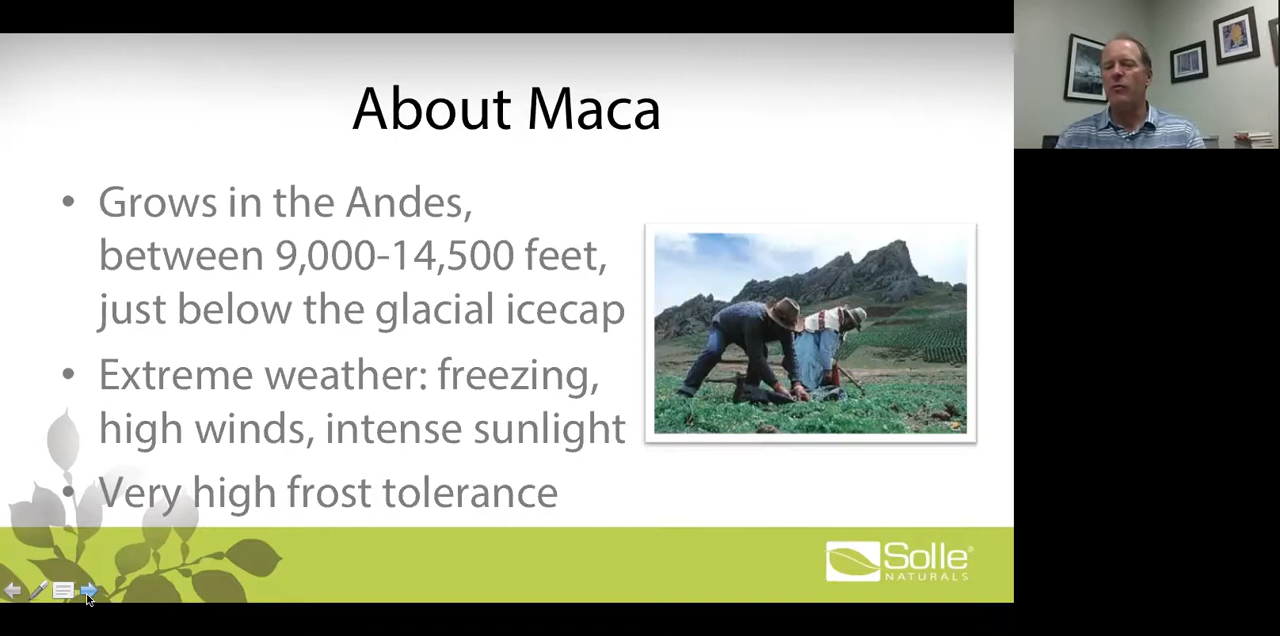 About Maca
• Grows in the Andes,
between 9,000-14,500 feet,
just below the glacial icecap
• Extreme weather: freezing,
high winds, intense sunlight
• Very high frost tolerance
Solle®
NATURALS